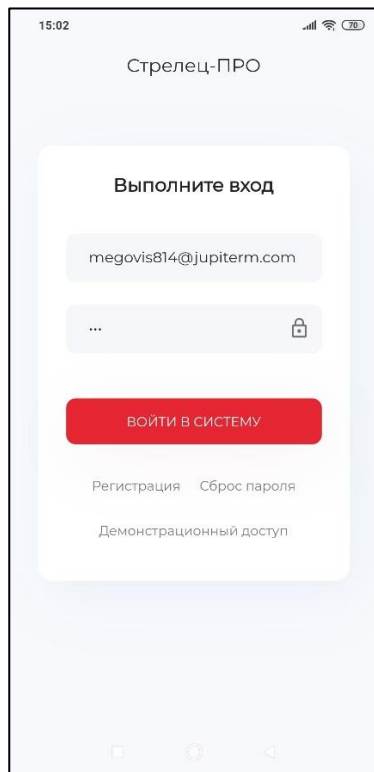 15:02
70
Стрелец-ПРО
Выполните вход
megovis814@jupiterm.com
•••
ВОЙТИ В СИСТЕМУ
Регистрация Сброс пароля
Демонстрационный доступ